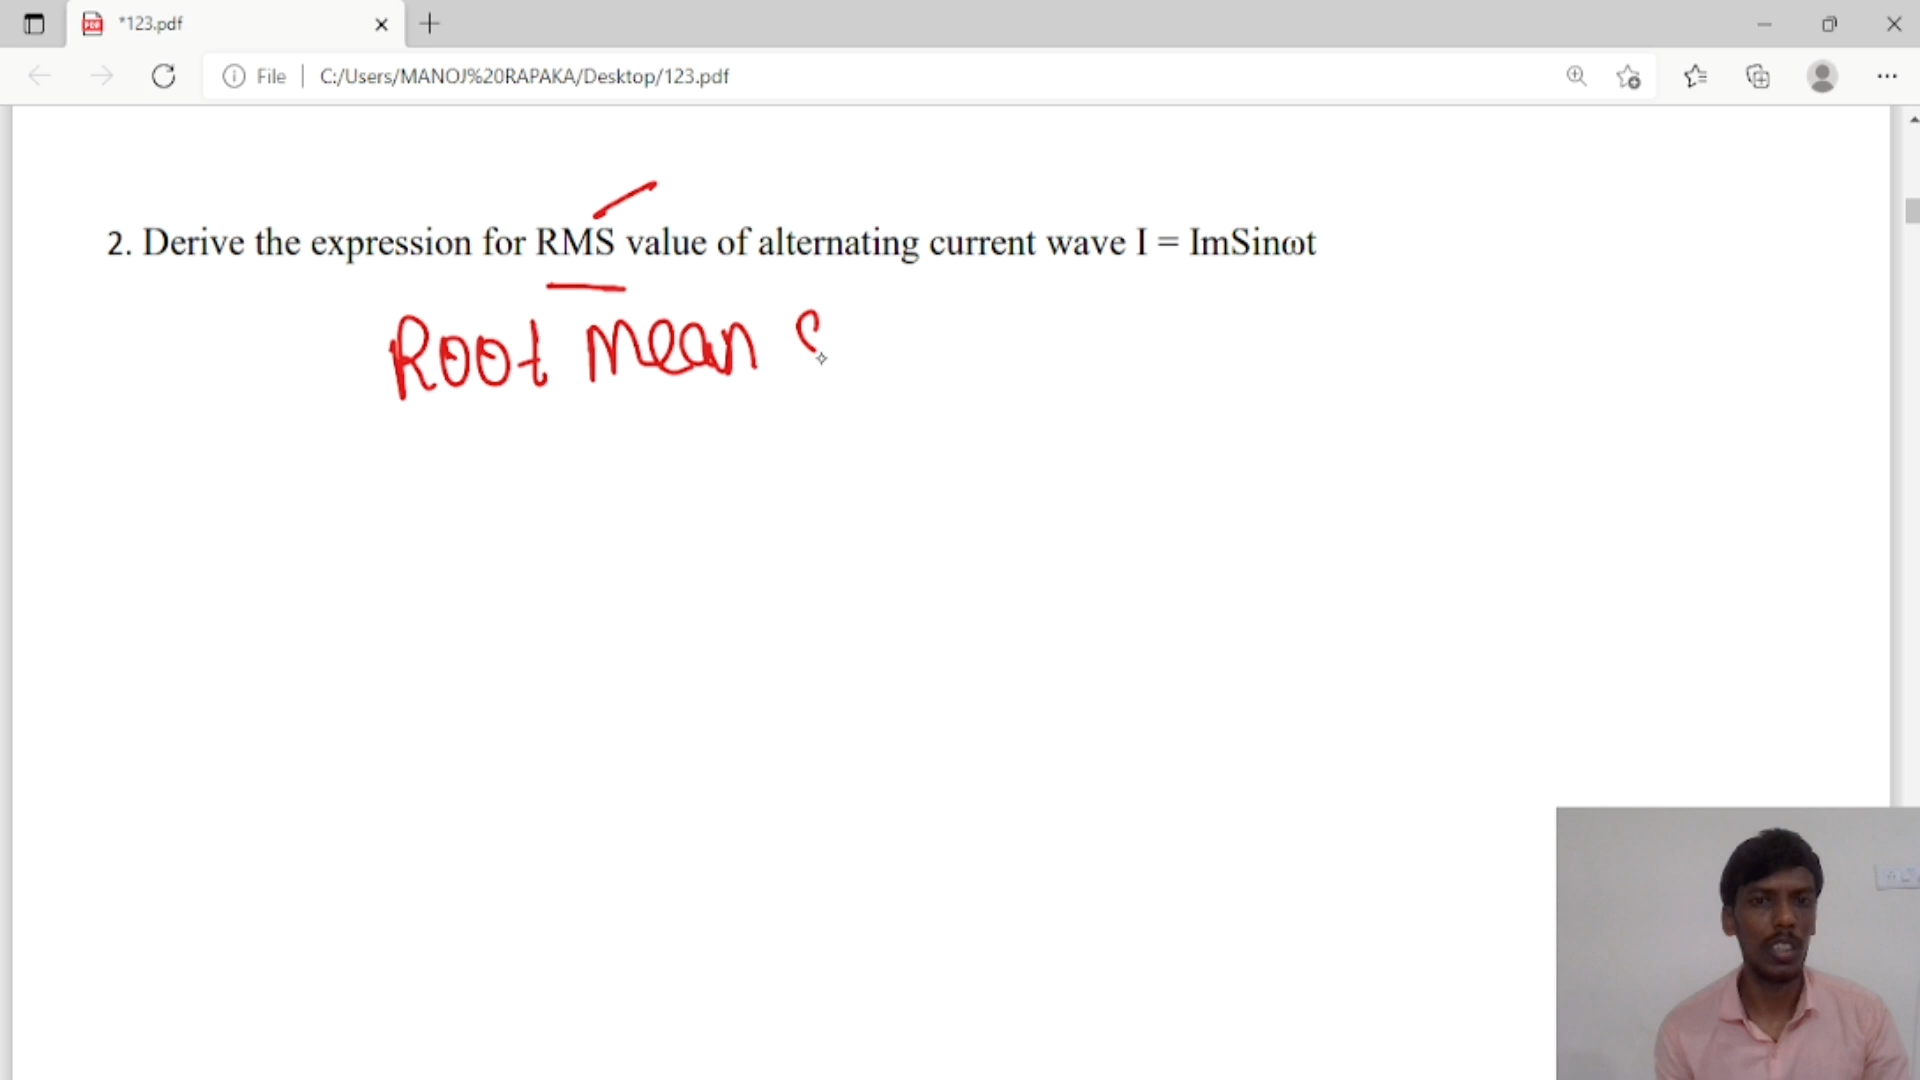 *123.pdf
File
C:/Users/MANOJ%20RAPAKA/Desktop/123.pdf
2. Derive the expression for RMS value of alternating current wave I = ImSinωt
Root mean s